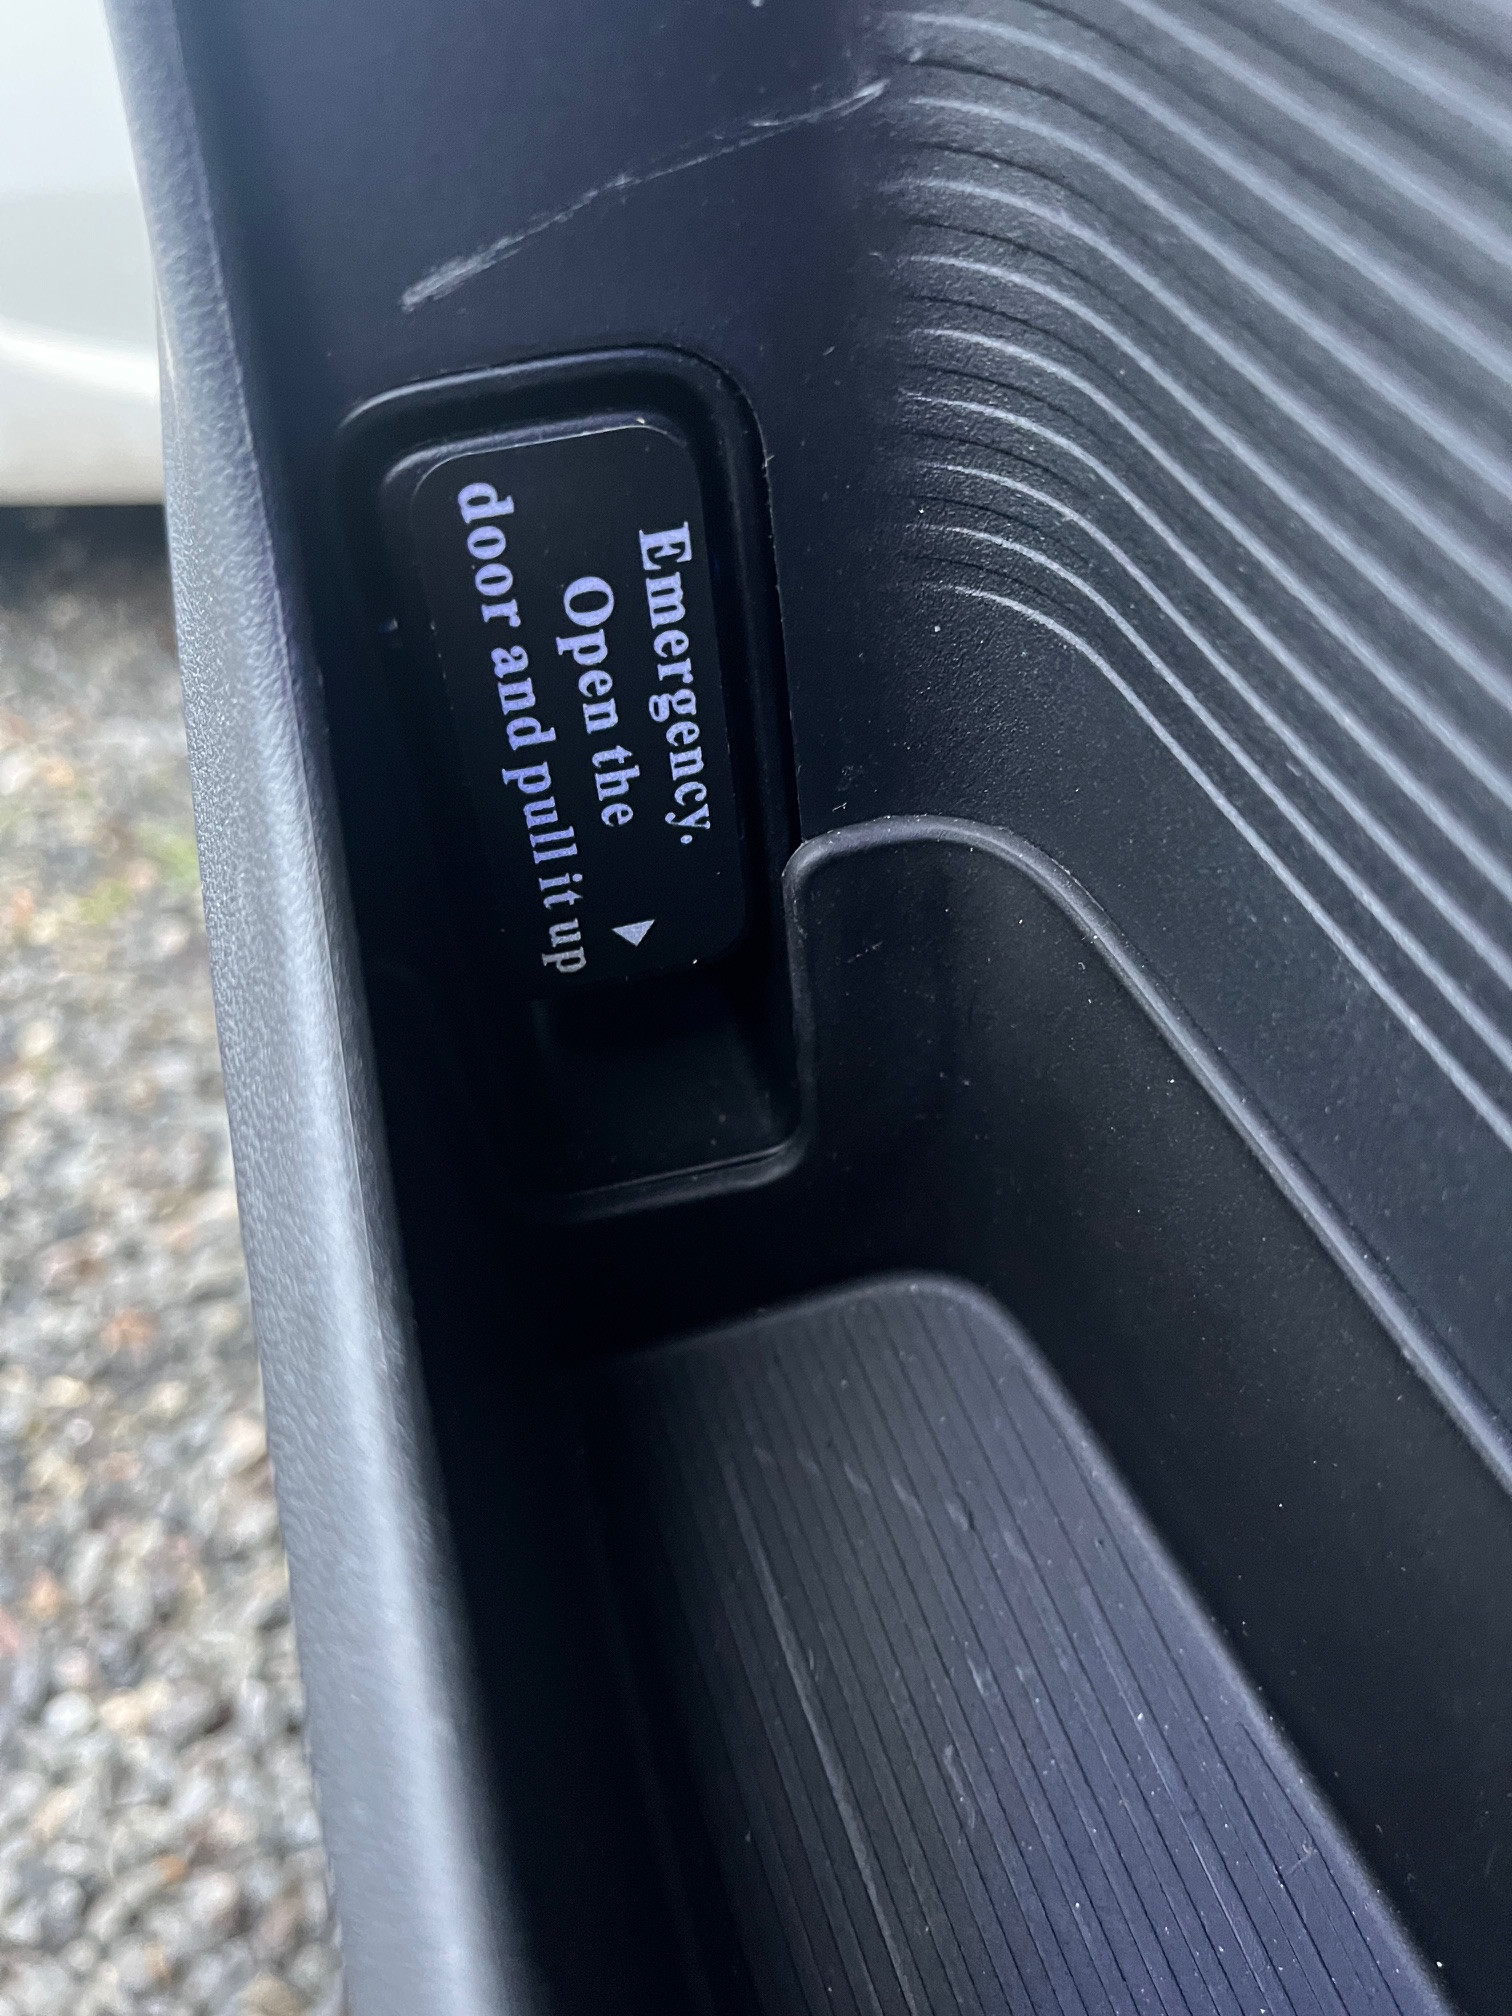 Emergency.
Open the
door and pull it up